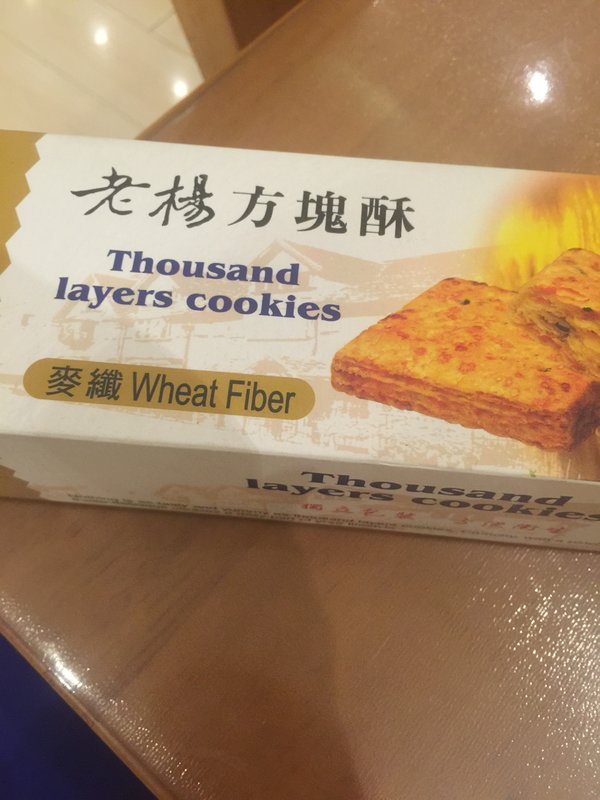 老楊方塊酥
Thousand
layers cookies
麥纖 Wheat Fiber
Thousand
layers cookies